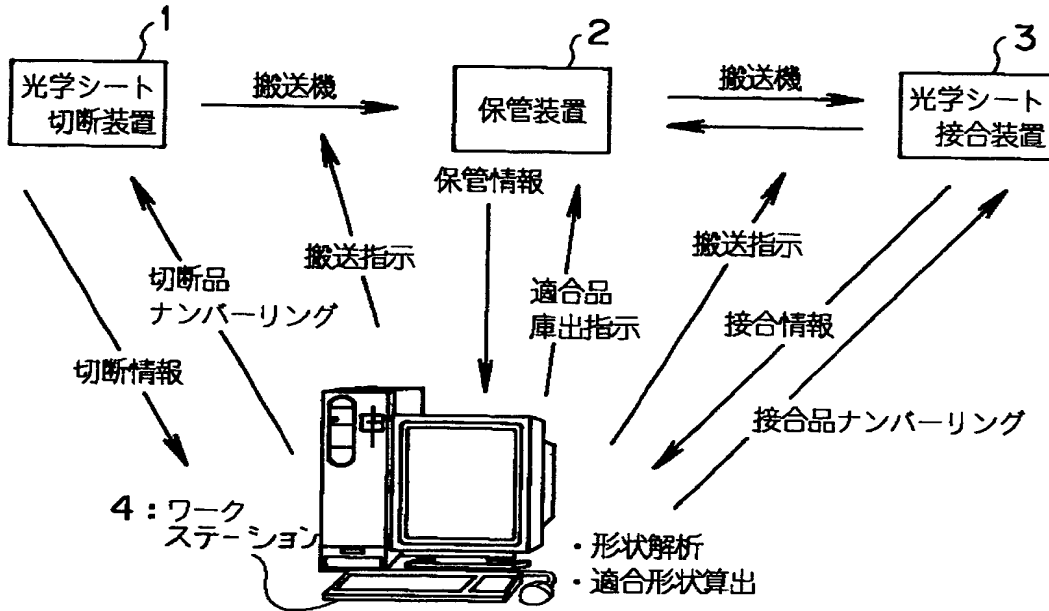 1
2
3
光学シート
切断装置
搬送機
保管装置
搬送機
光学シート
接合装置
保管情報
切断品
ナンバーリング
搬送指示
適合品
庫出指示
搬送指示
接合情報
切断情報
接合品ナンバーリング
4：ワーク
ステーション
・形状解析
・適合形状算出